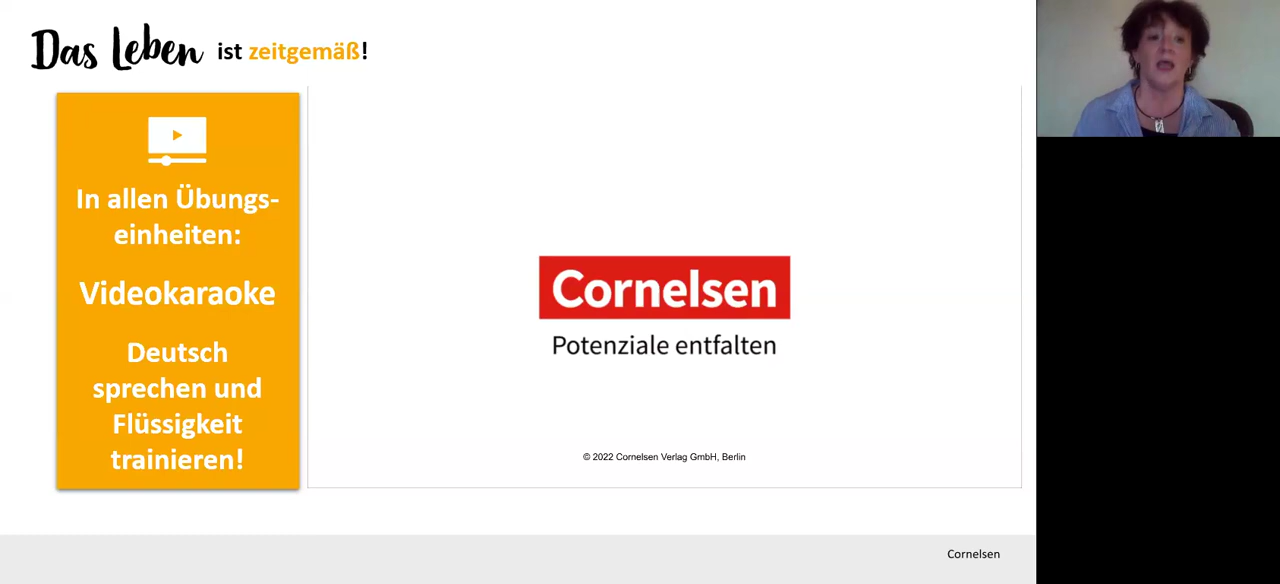 Das Leben ist zeitgemäß!
In allen Übungs-
einheiten:
Videokaraoke
Deutsch
sprechen und
Flüssigkeit
trainieren!
Cornelsen
Potenziale entfalten
© 2022 Cornelsen Verlag GmbH, Berlin
Cornelsen